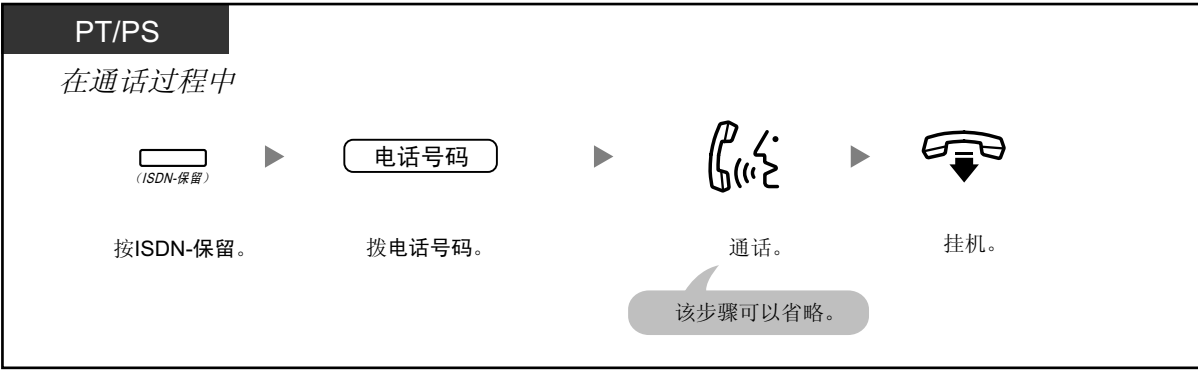 PT/PS
在通话过程中
（ISDN-保留）
电话号码
按ISDN-保留。
拨电话号码。
通话。
挂机。
该步骤可以省略。